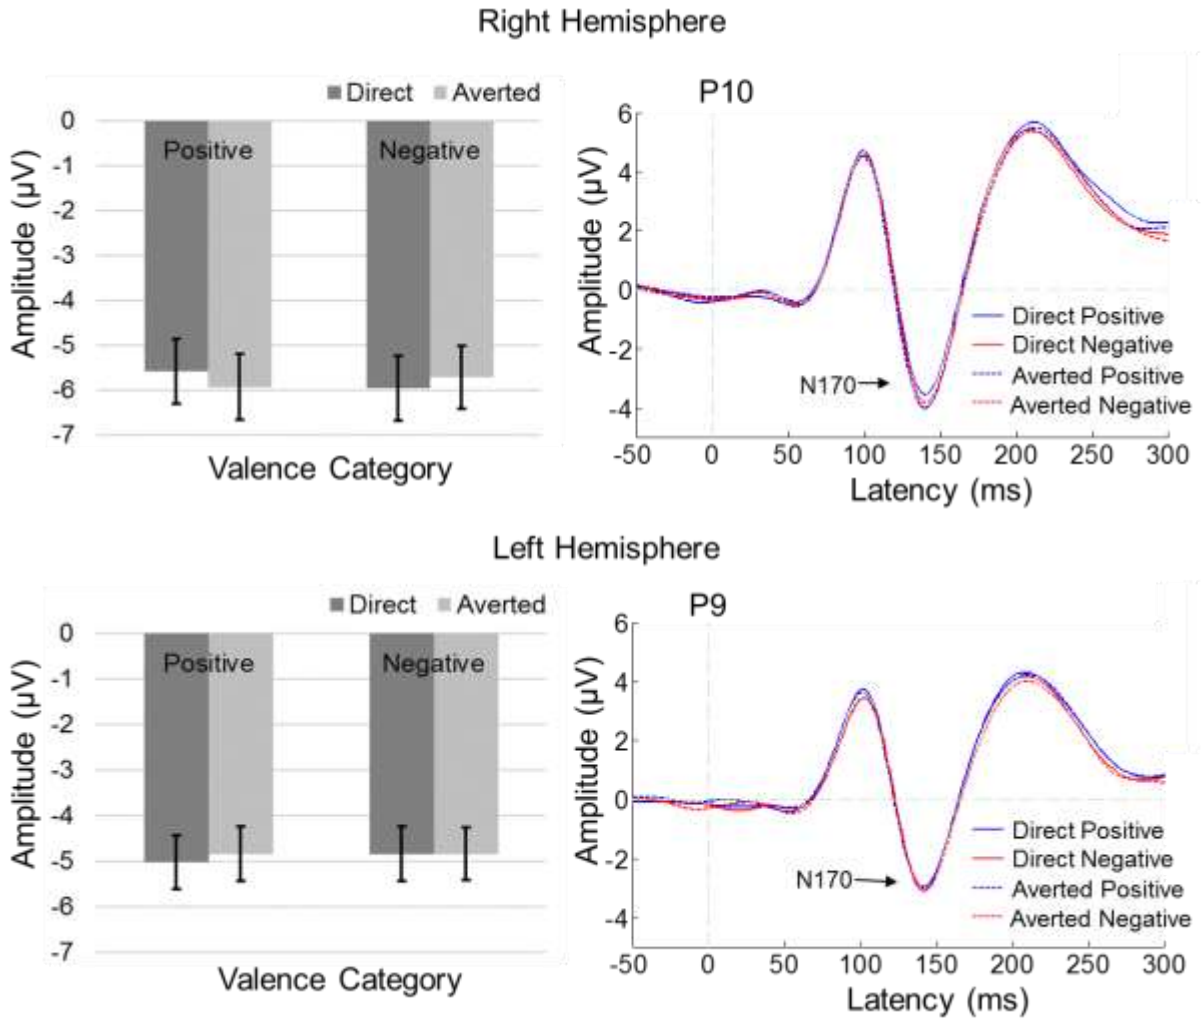 Right Hemisphere
Direct Averted
Positive Negative
0
-1
-2
-3
-4
-5
-6
-7
Amplitude (µV)
Valence Category
P10
6
4
2
0
-2
-4
Amplitude (µV)
N170
Direct Positive
Direct Negative
Averted Positive
Averted Negative
-50 0 50 100 150 200 250 300
Latency (ms)
Left Hemisphere
Direct Averted
Positive Negative
0
-1
-2
-3
-4
-5
-6
-7
Amplitude (µV)
Valence Category
P9
6
4
2
0
-2
-4
Amplitude (µV)
N170
Direct Positive
Direct Negative
Averted Positive
Averted Negative
-50 0 50 100 150 200 250 300
Latency (ms)